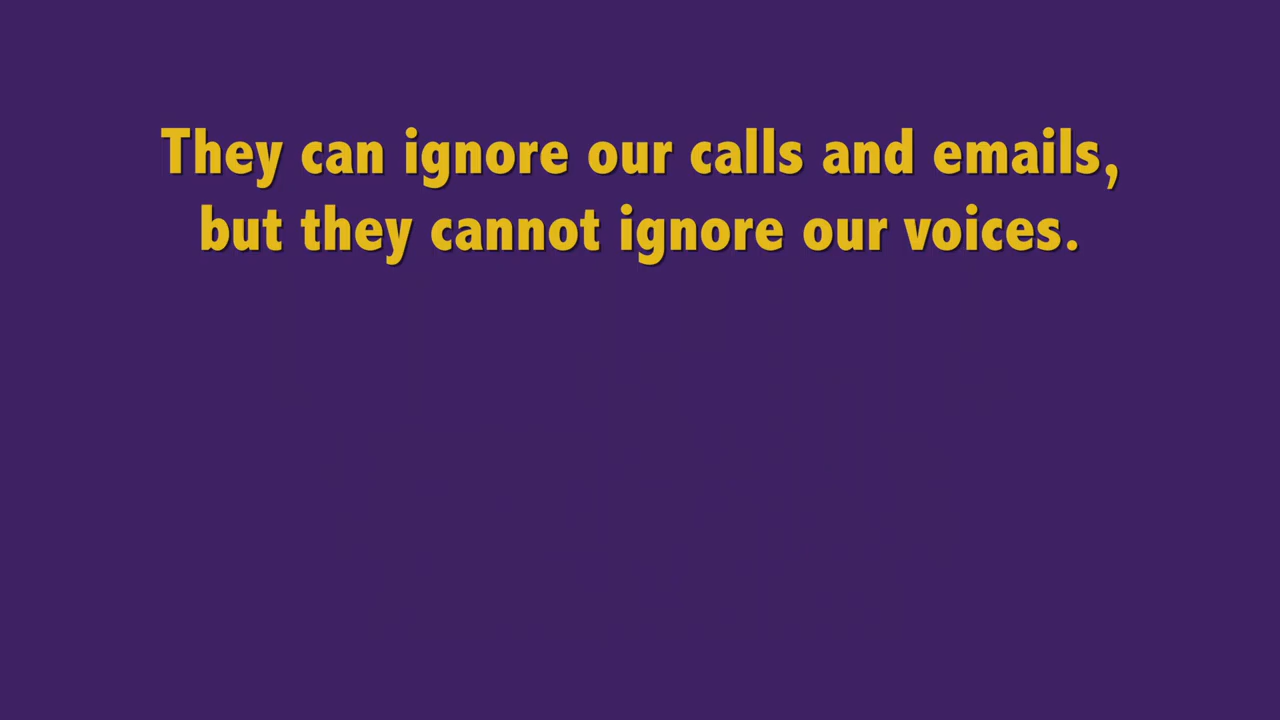 They can ignore our calls and emails,
but they cannot ignore our voices.